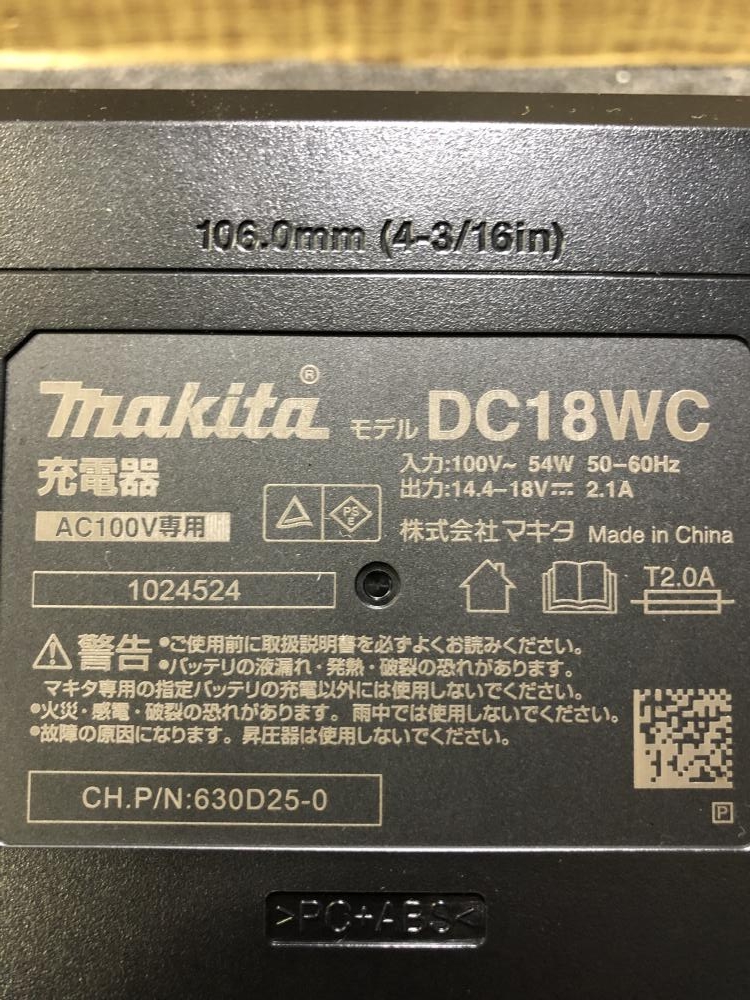 106.0mm (4-3/16in)
makita®
モデル DC18WC
充電器
入力:100V~ 54W 50-60Hz
出力:14.4-18V⎓ 2.1A
AC100V専用
PS
E
株式会社マキタ Made in China
1024524
T2.0A
⚠警告 •ご使用前に取扱説明書を必ずよくお読みください。
•バッテリの液漏れ・発熱・破裂の恐れがあります。
マキタ専用の指定バッテリの充電以外には使用しないでください。
•火災・感電・破裂の恐れがあります。雨中では使用しないでください。
•故障の原因になります。昇圧器は使用しないでください。
CH.P/N:630D25-0
P
>PC+ABS<